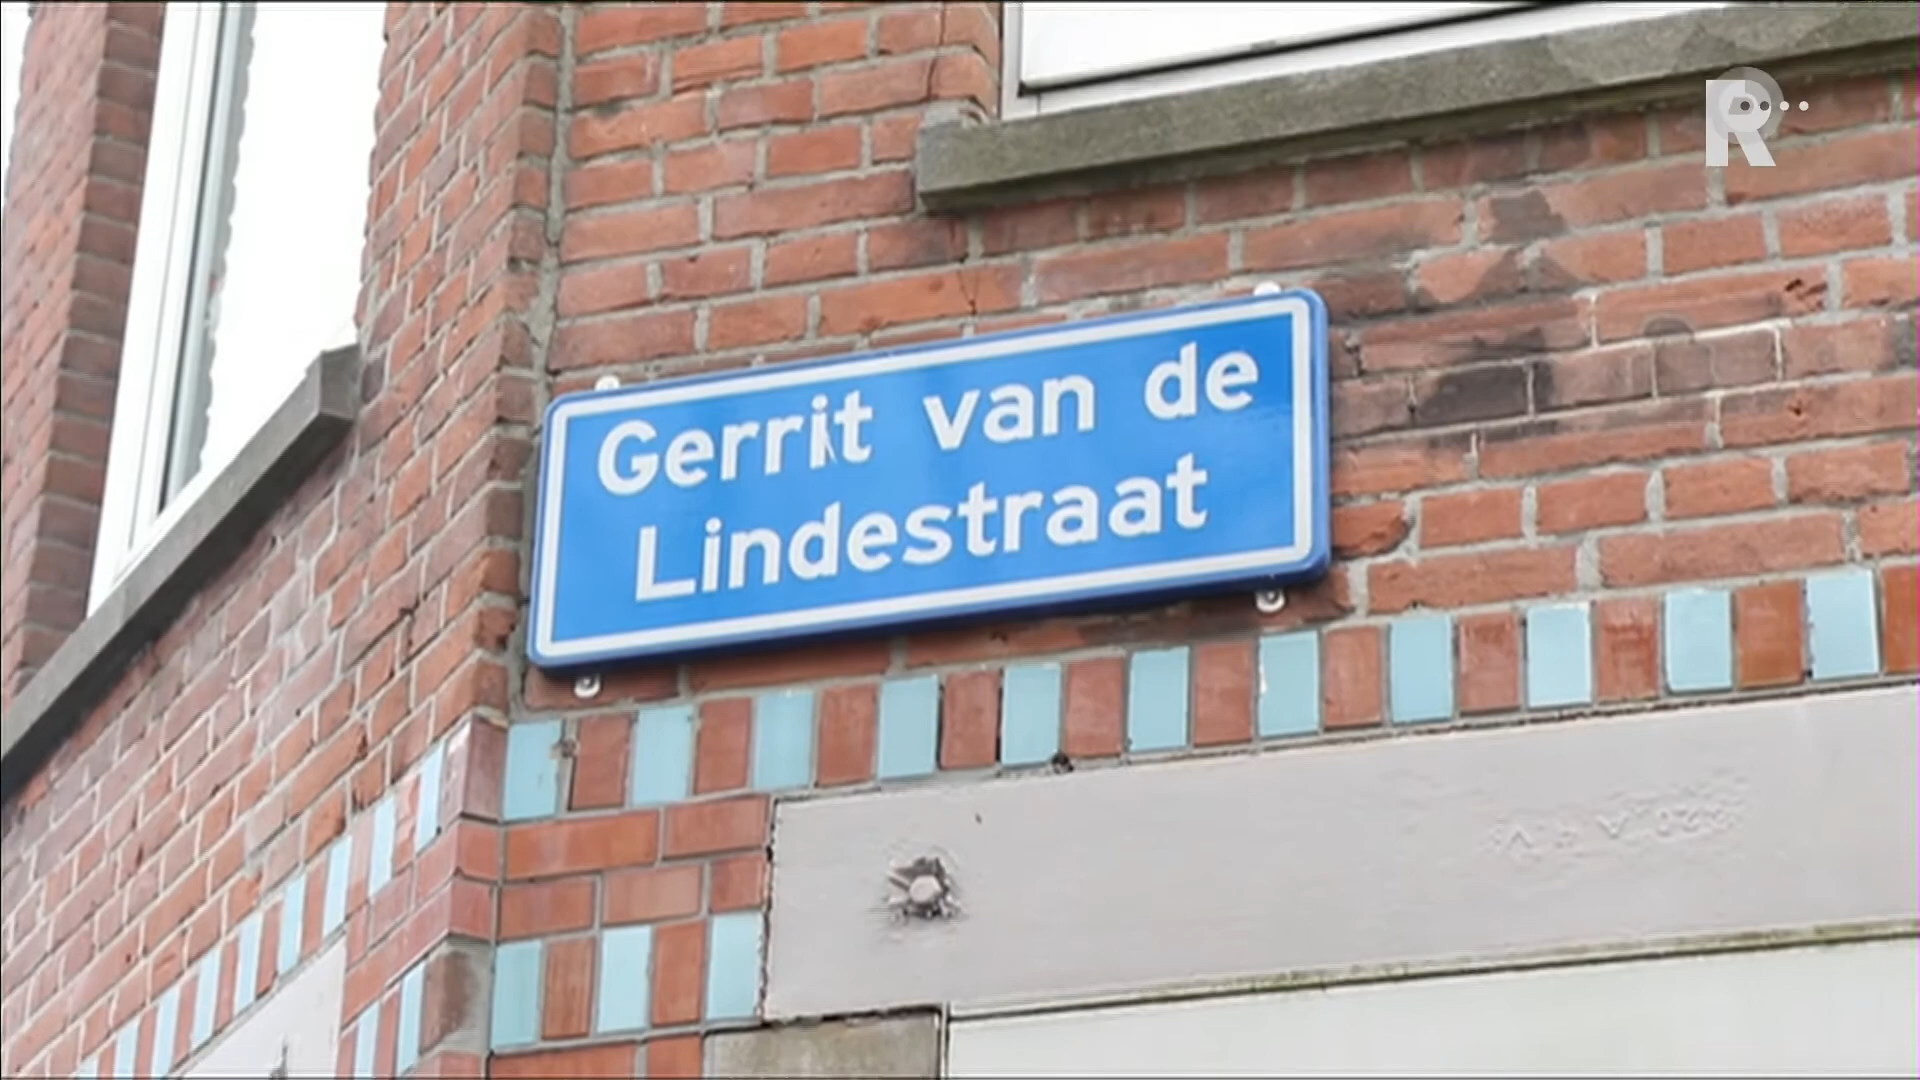 Gerrit van de
Lindestraat
R